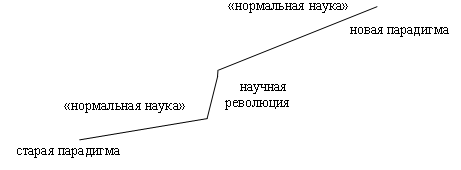 «нормальная наука»
новая парадигма
научная
революция
«нормальная наука»
старая парадигма